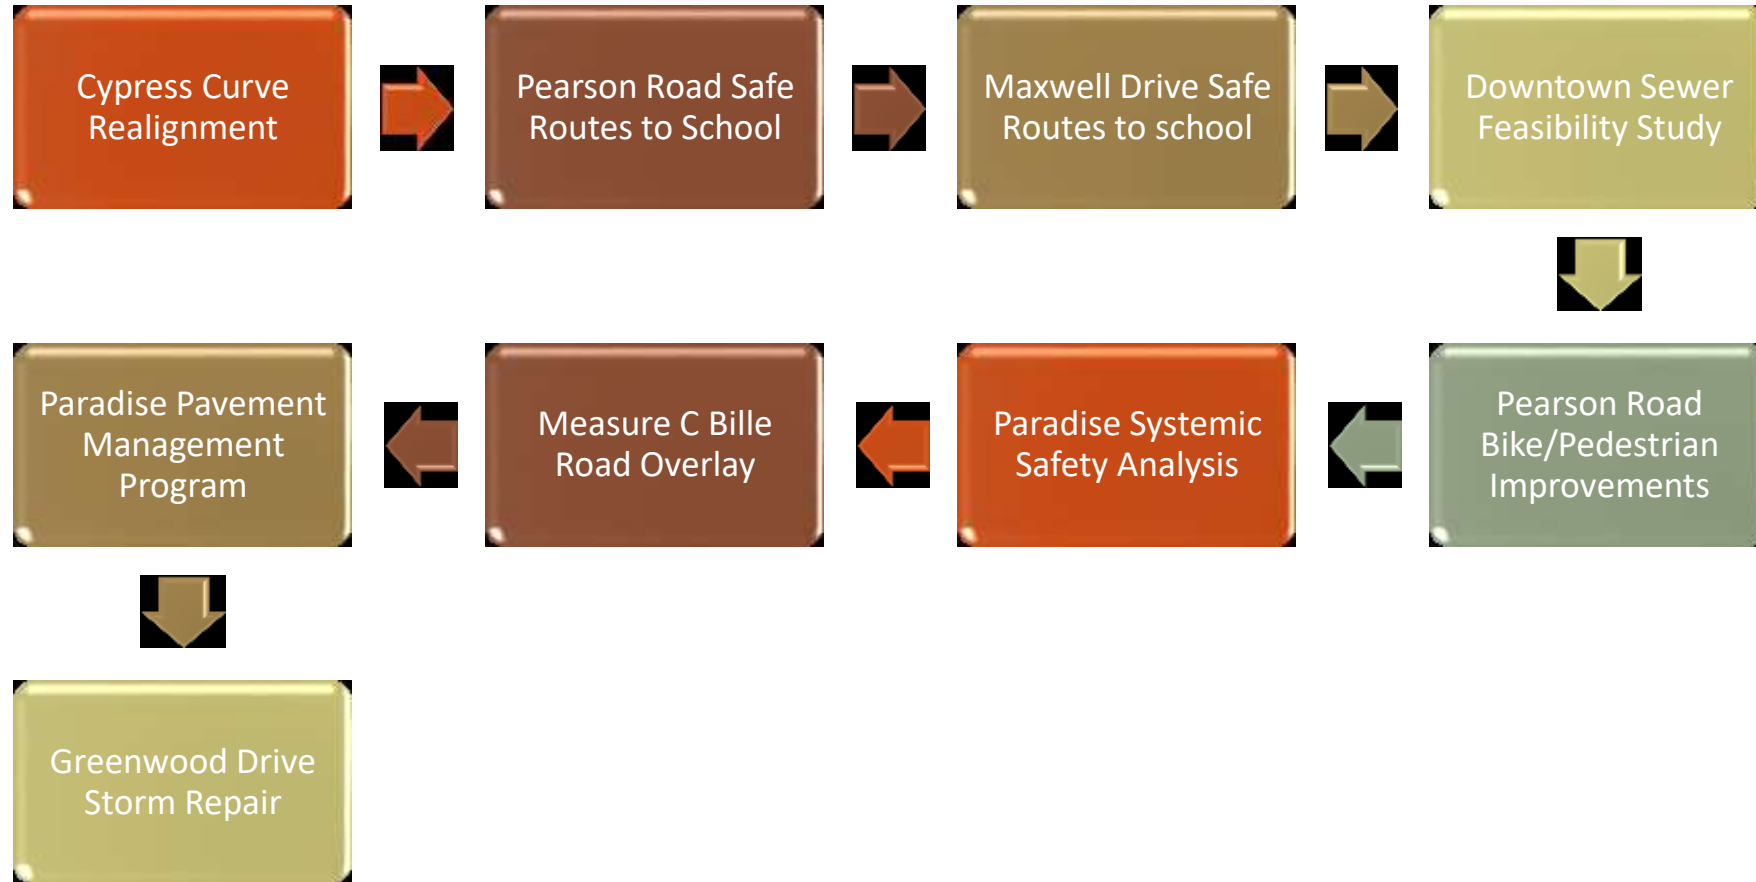 Cypress Curve
Realignment
Pearson Road Safe
Routes to School
Maxwell Drive Safe
Routes to school
Downtown Sewer
Feasibility Study
Pearson Road
Bike/Pedestrian
Improvements
Paradise Systemic
Safety Analysis
Measure C Bille
Road Overlay
Paradise Pavement
Management
Program
Greenwood Drive
Storm Repair